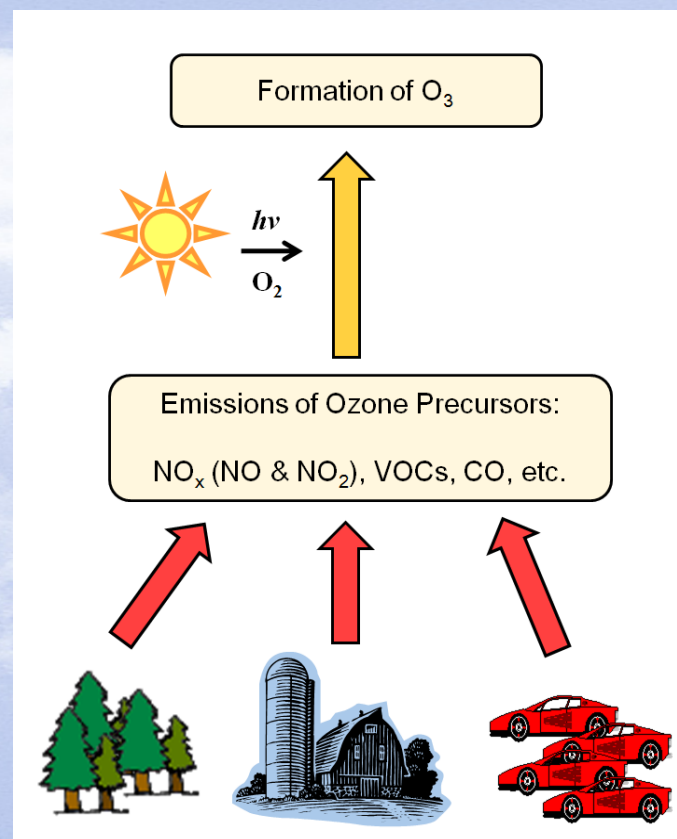 Formation of O₃
hv
O₂
Emissions of Ozone Precursors:
NOₓ (NO & NO₂), VOCs, CO, etc.